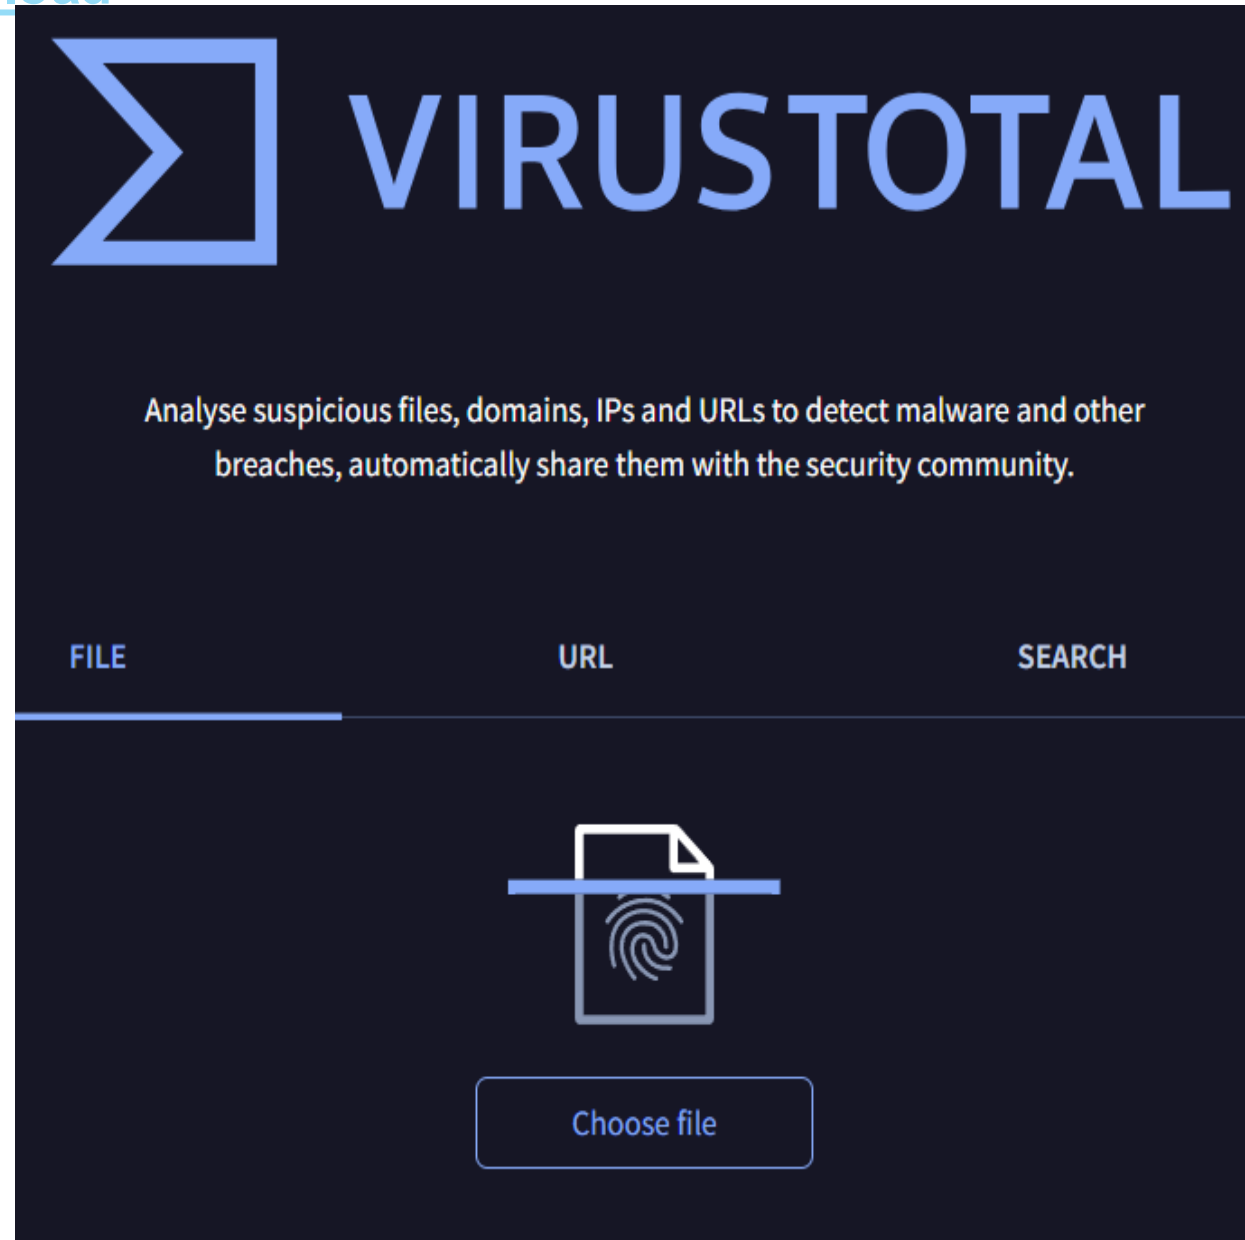 VIRUSTOTAL
Analyse suspicious files, domains, IPs and URLs to detect malware and other
breaches, automatically share them with the security community.
FILE
URL
SEARCH
Choose file